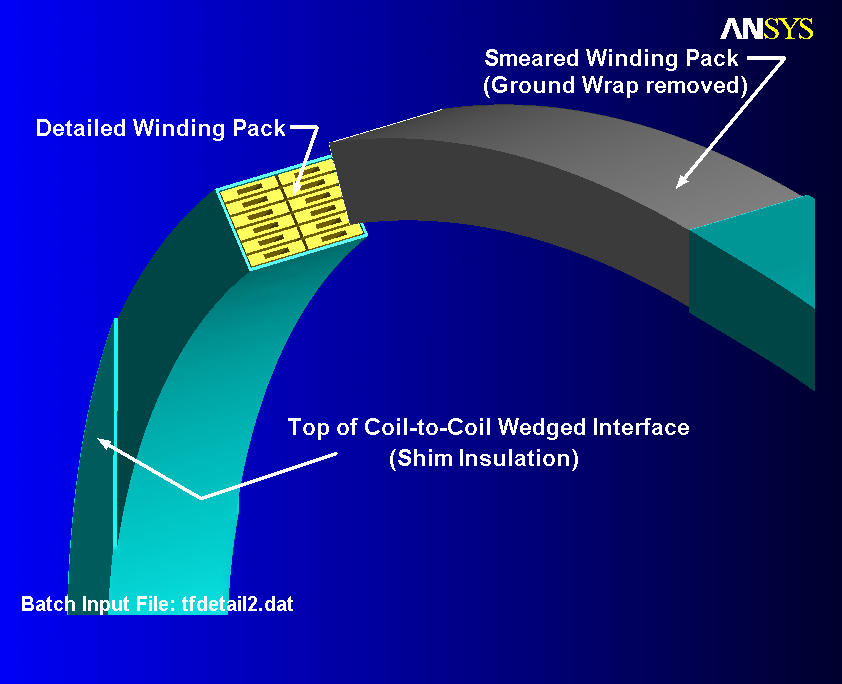 ANSYS
Smeared Winding Pack
(Ground Wrap removed)
Detailed Winding Pack
Top of Coil-to-Coil Wedged Interface
(Shim Insulation)
Batch Input File: tfdetail2.dat